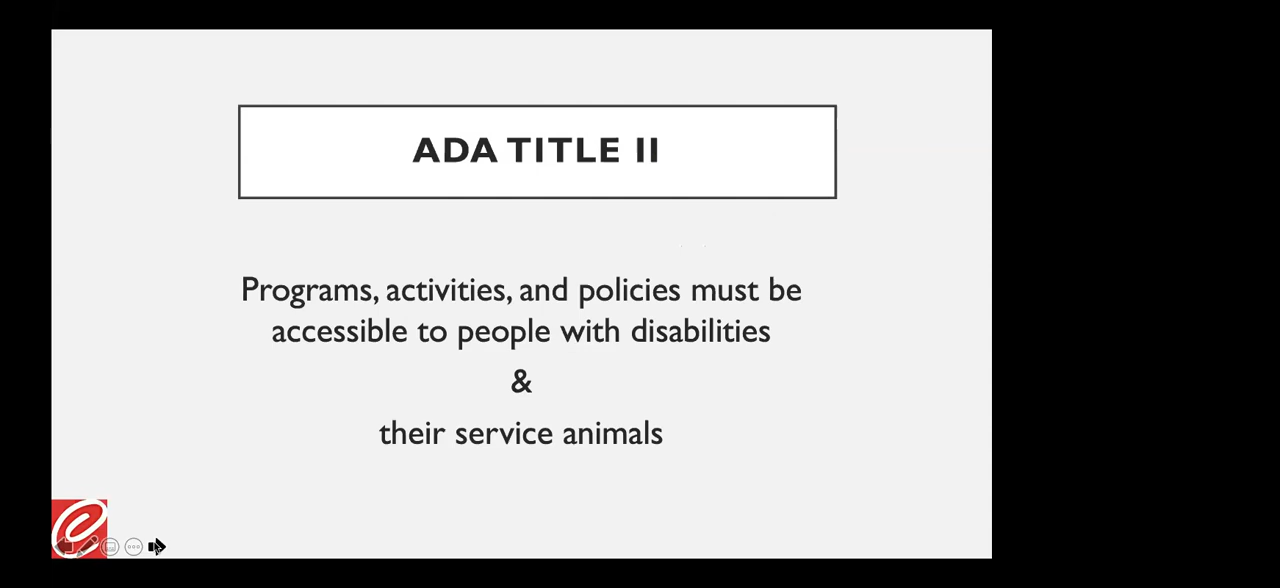 ADA TITLE II
Programs, activities, and policies must be
accessible to people with disabilities
&
their service animals